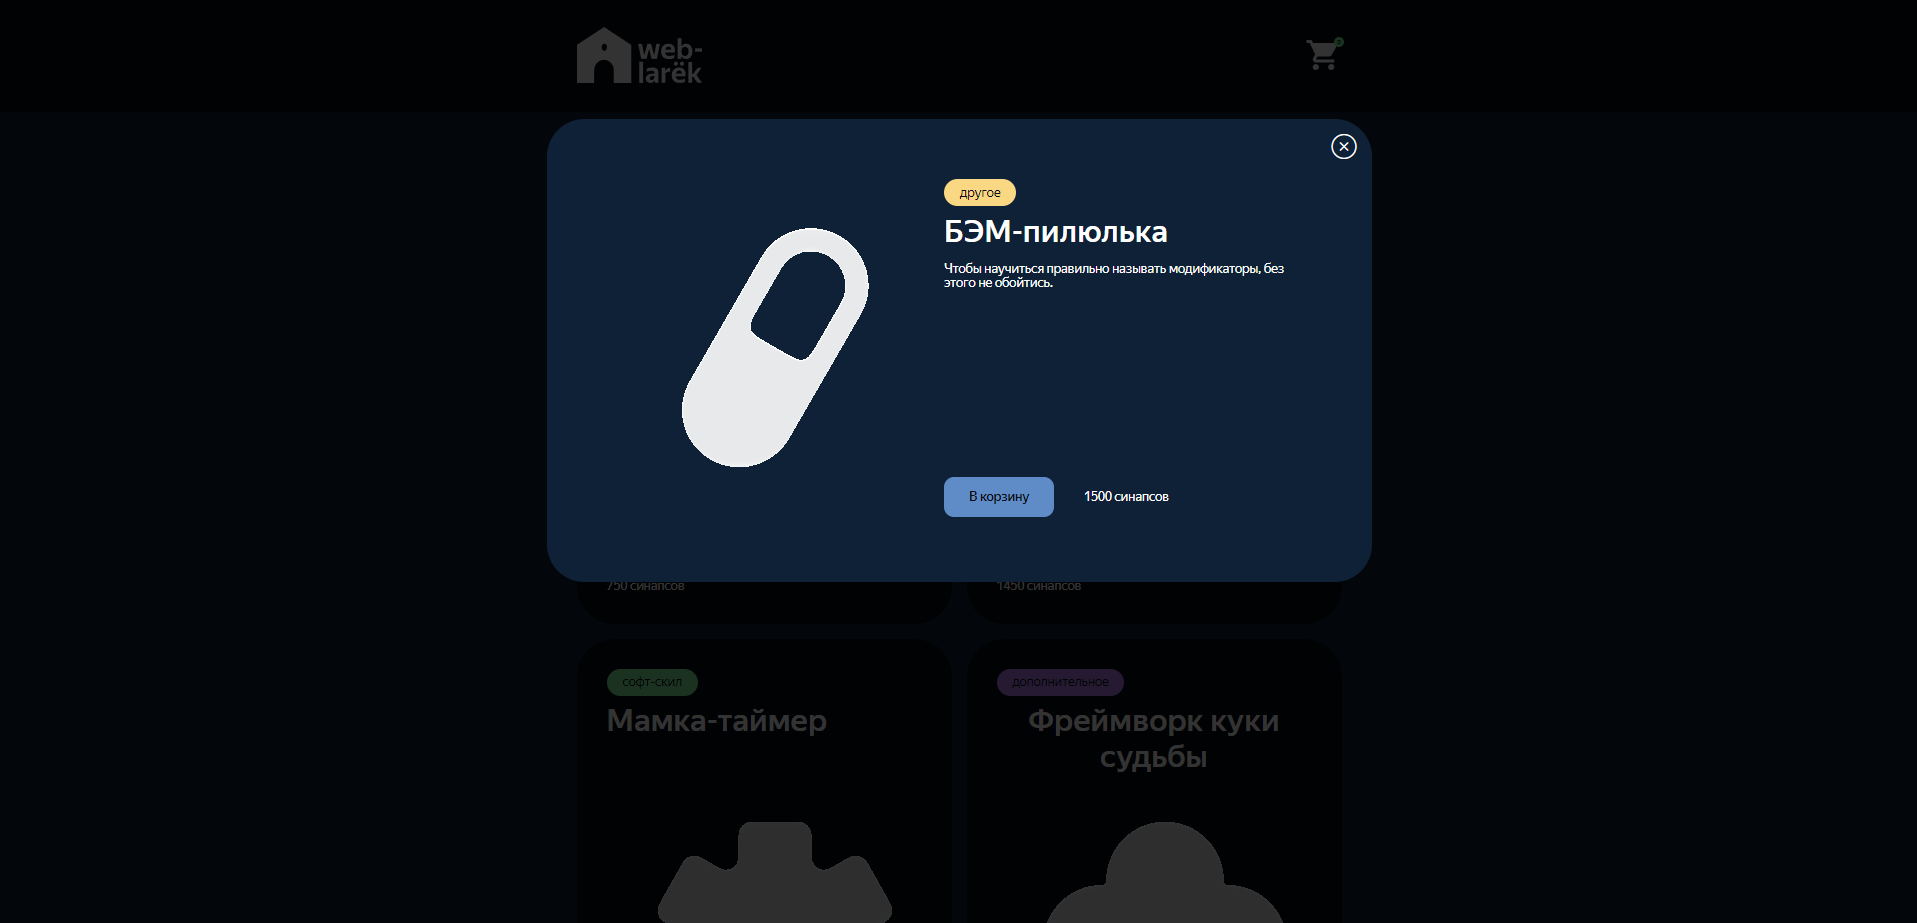 web-
larëk
другое
БЭМ-пилюлька
Чтобы научиться правильно называть модификаторы, без
этого не обойтись.
В корзину
1500 синапсов
750 синапсов
1450 синапсов
софт-скил
дополнительное
Мамка-таймер
Фреймворк куки
судьбы